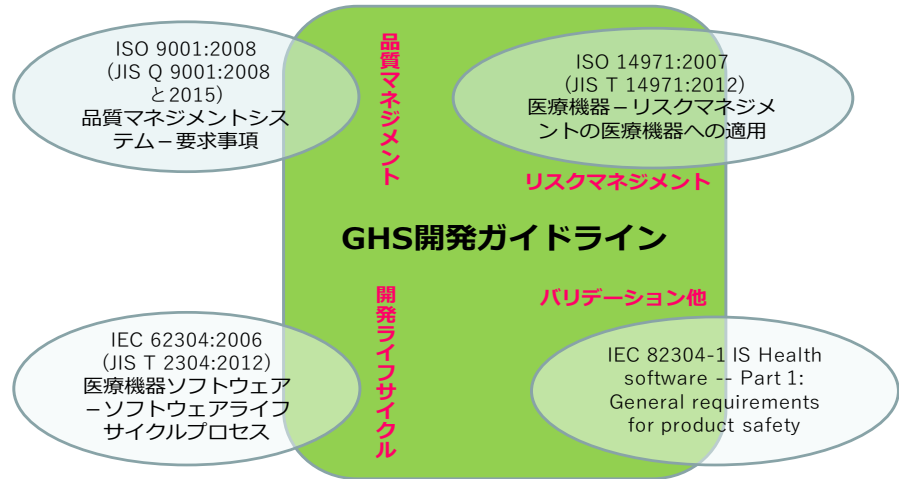 ISO 9001:2008
（JIS Q 9001:2008
と2015）
品質マネジメントシス
テム－要求事項
品質マネジメント
ISO 14971:2007
（JIS T 14971:2012）
医療機器－リスクマネジメ
ントの医療機器への適用
リスクマネジメント
GHS開発ガイドライン
開発ライフサイクル
バリデーション他
IEC 62304:2006
（JIS T 2304:2012）
医療機器ソフトウェア
－ソフトウェアライフ
サイクルプロセス
IEC 82304-1 IS Health
software -- Part 1:
General requirements
for product safety